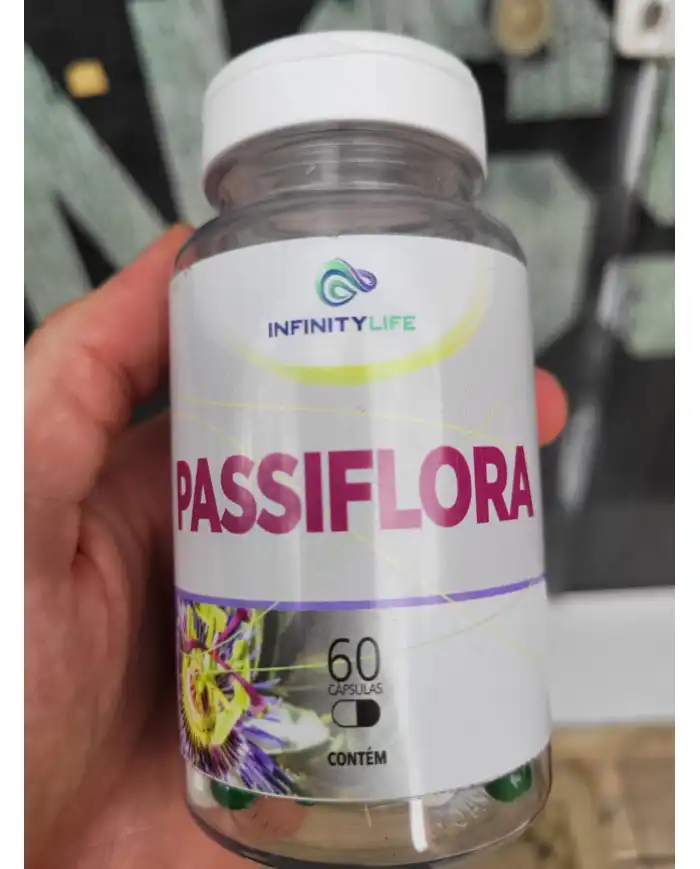 INFINITYLIFE
PASSIFLORA
60
CÁPSULAS
CONTÉM